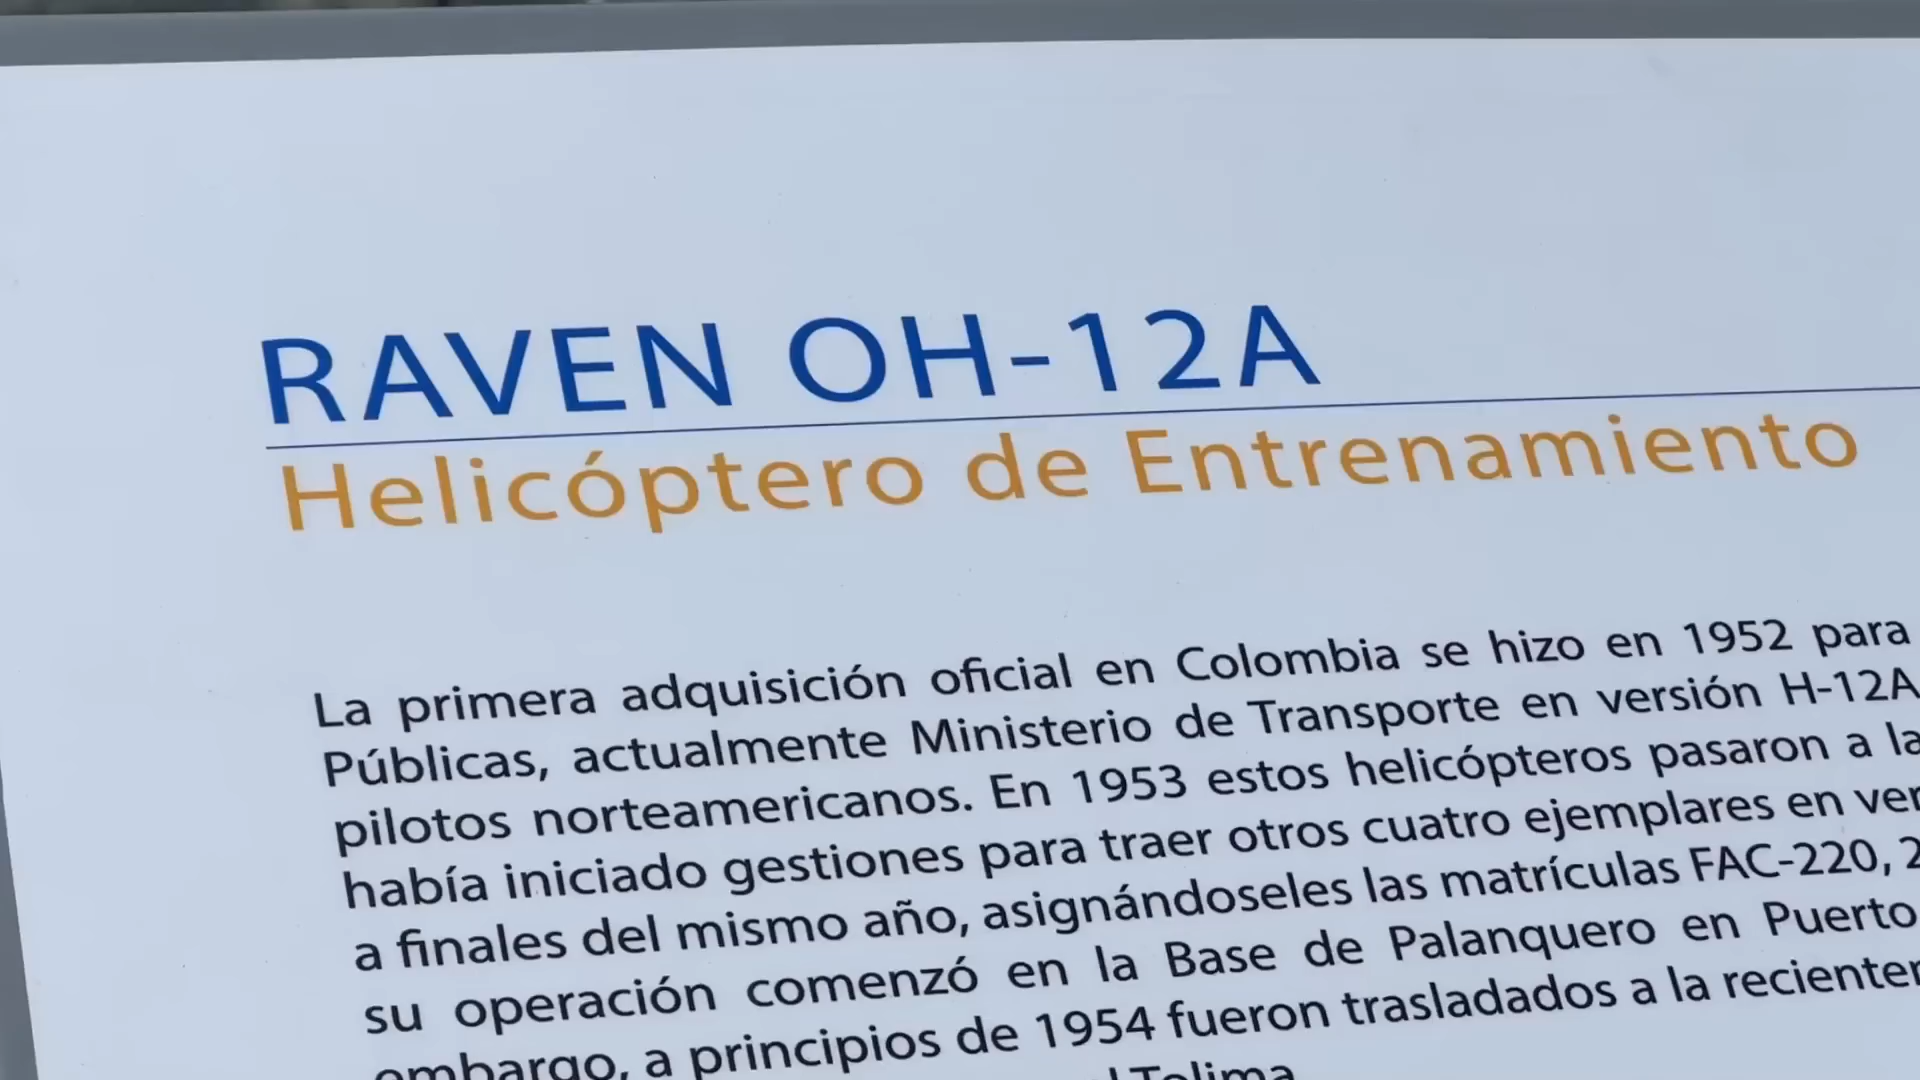 RAVEN OH-12A
Helicóptero de Entrenamiento
La primera adquisición oficial en Colombia se hizo en 1952 para
Públicas, actualmente Ministerio de Transporte en versión H-12A
pilotos norteamericanos. En 1953 estos helicópteros pasaron a la
había iniciado gestiones para traer otros cuatro ejemplares en ver
a finales del mismo año, asignándoseles las matrículas FAC-220, 2
su operación comenzó en la Base de Palanquero en Puerto
embargo, a principios de 1954 fueron trasladados a la recienter
l Tolima